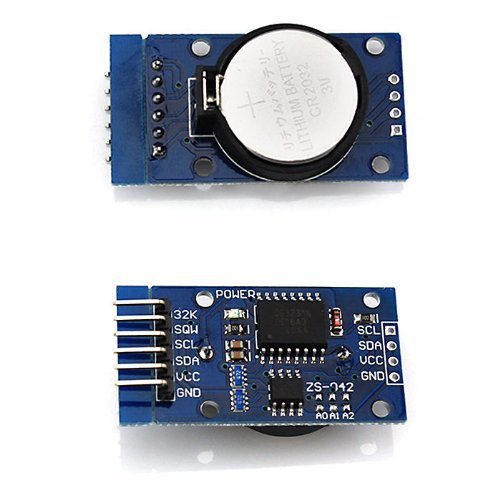 リチウムバッテリー
LITHIUM BATTERY
CR2032
3V
POWER
32K
SQW
SCL
SDA
VCC
GND
SCL
SDA
VCC
GND
ZS-042
A0 A1 A2